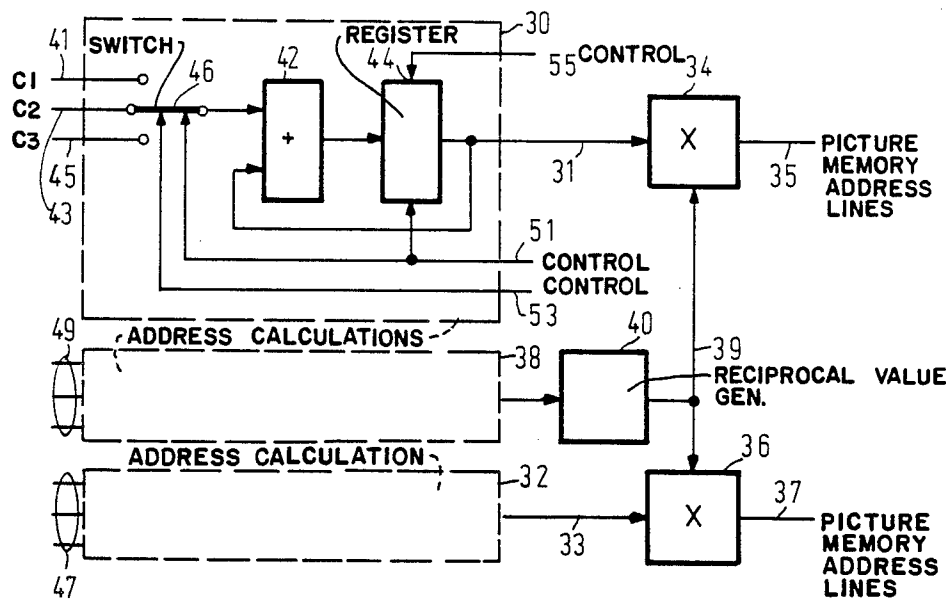 30
41
SWITCH
REGISTER
42
44
55 CONTROL
34
C1
46
C2
+
X
C3
45
31
35
PICTURE
MEMORY
ADDRESS
LINES
43
51
CONTROL
CONTROL
53
ADDRESS CALCULATIONS
49
38
40
39
RECIPROCAL VALUE
GEN.
ADDRESS CALCULATION
32
36
X
33
37
PICTURE
MEMORY
ADDRESS
LINES
47